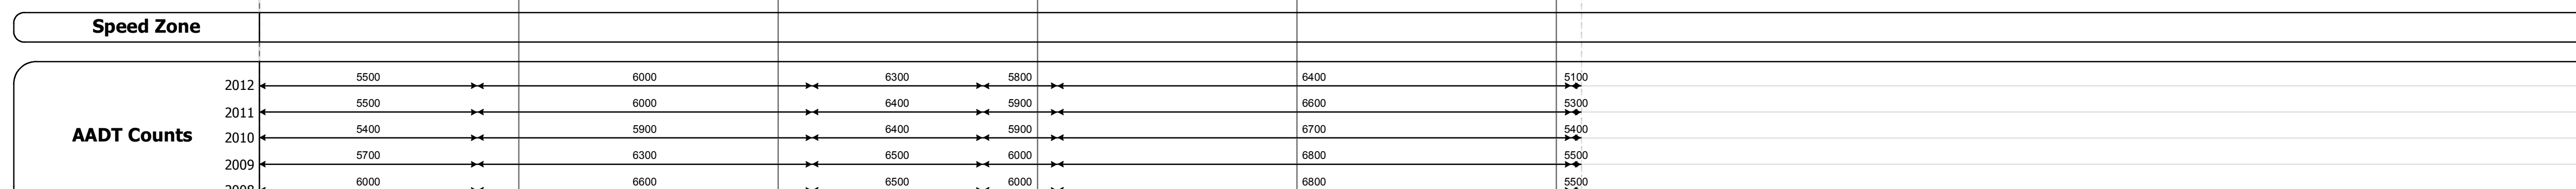 Speed Zone
AADT Counts
2012 5500 6000 6300 5800 6400 5100
2011 5500 6000 6400 5900 6600 5300
2010 5400 5900 6400 5900 6700 5400
2009 5700 6300 6500 6000 6800 5500
2008 6000 6600 6500 6000 6800 5500